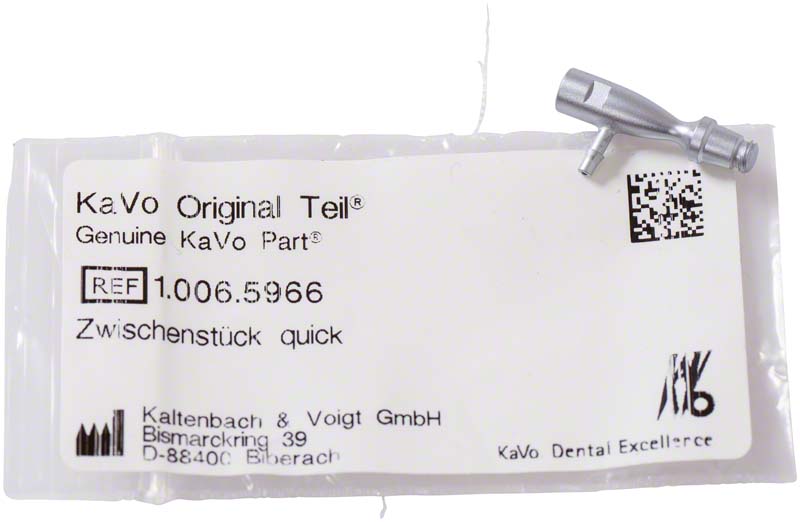 KaVo Original Teil®
Genuine KaVo Part®
REF 1.006.5966
Zwischenstück quick
Kaltenbach & Voigt GmbH
Bismarckring 39
D-88400 Biberach
KaVo Dental Excellence